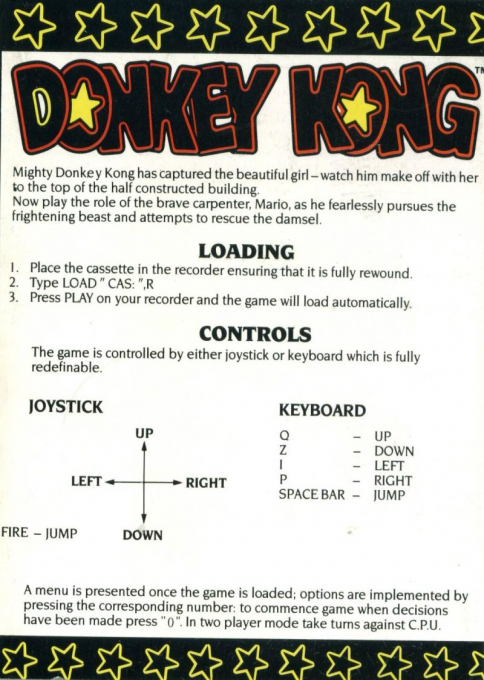 DONKEY KONG™
Mighty Donkey Kong has captured the beautiful girl – watch him make off with her
to the top of the half constructed building.
Now play the role of the brave carpenter, Mario, as he fearlessly pursues the
frightening beast and attempts to rescue the damsel.
LOADING
1. Place the cassette in the recorder ensuring that it is fully rewound.
2. Type LOAD " CAS: ",R
3. Press PLAY on your recorder and the game will load automatically.
CONTROLS
The game is controlled by either joystick or keyboard which is fully
redefinable.
JOYSTICK
UP
LEFT
RIGHT
FIRE – JUMP
DOWN
KEYBOARD
Q – UP
Z – DOWN
I – LEFT
P – RIGHT
SPACE BAR – JUMP
A menu is presented once the game is loaded; options are implemented by
pressing the corresponding number: to commence game when decisions
have been made press "0". In two player mode take turns against C.P.U.